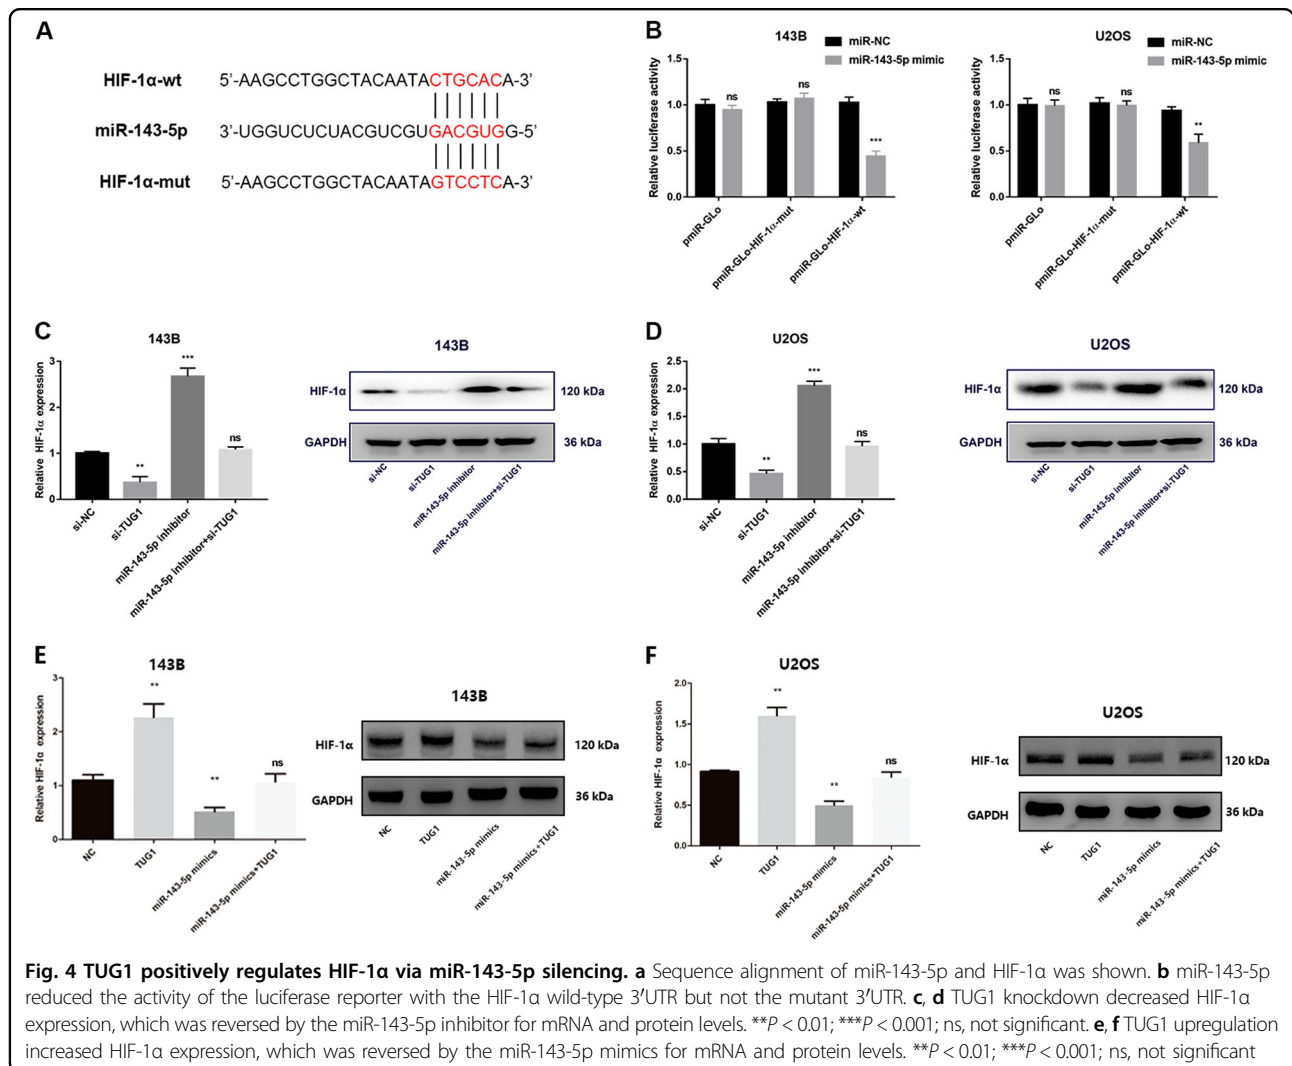 A
HIF-1α-wt 5'-AAGCCTGGCTACAATACTGCACA-3'
miR-143-5p 3'-UGGUCUCUACGUCGUGACGUGG-5'
HIF-1α-mut 5'-AAGCCTGGCTACAATAGTCCTCA-3'
B
143B
miR-NC
miR-143-5p mimic
Relative luciferase activity
1.5
1.0
0.5
0.0
ns
ns
***
pmiR-GLo
pmiR-GLo-HIF-1α-mut
pmiR-GLo-HIF-1α-wt
U2OS
miR-NC
miR-143-5p mimic
Relative luciferase activity
1.5
1.0
0.5
0.0
ns
ns
**
pmiR-GLo
pmiR-GLo-HIF-1α-mut
pmiR-GLo-HIF-1α-wt
C
143B
Relative HIF-1α expression
3
2
1
0
**
***
ns
si-NC
si-TUG1
miR-143-5p inhibitor
miR-143-5p inhibitor+si-TUG1
143B
HIF-1α 120 kDa
GAPDH 36 kDa
si-NC
si-TUG1
miR-143-5p inhibitor
miR-143-5p inhibitor+si-TUG1
D
U2OS
Relative HIF-1α expression
2.5
2.0
1.5
1.0
0.5
0.0
**
***
ns
si-NC
si-TUG1
miR-143-5p inhibitor
miR-143-5p inhibitor+si-TUG1
U2OS
HIF-1α 120 kDa
GAPDH 36 kDa
si-NC
si-TUG1
miR-143-5p inhibitor
miR-143-5p inhibitor+si-TUG1
E
143B
Relative HIF-1α expression
3
2
1
0
**
**
ns
NC
TUG1
miR-143-5p mimics
miR-143-5p mimics+TUG1
143B
HIF-1α 120 kDa
GAPDH 36 kDa
NC
TUG1
miR-143-5p mimics
miR-143-5p mimics+TUG1
F
U2OS
Relative HIF-1α expression
2.0
1.5
1.0
0.5
0.0
**
**
ns
NC
TUG1
miR-143-5p mimics
miR-143-5p mimics+TUG1
U2OS
HIF-1α 120 kDa
GAPDH 36 kDa
NC
TUG1
miR-143-5p mimics
miR-143-5p mimics+TUG1
Fig. 4 TUG1 positively regulates HIF-1α via miR-143-5p silencing. a Sequence alignment of miR-143-5p and HIF-1α was shown. b miR-143-5p
reduced the activity of the luciferase reporter with the HIF-1α wild-type 3′UTR but not the mutant 3′UTR. c, d TUG1 knockdown decreased HIF-1α
expression, which was reversed by the miR-143-5p inhibitor for mRNA and protein levels. **P < 0.01; ***P < 0.001; ns, not significant. e, f TUG1 upregulation
increased HIF-1α expression, which was reversed by the miR-143-5p mimics for mRNA and protein levels. **P < 0.01; ***P < 0.001; ns, not significant